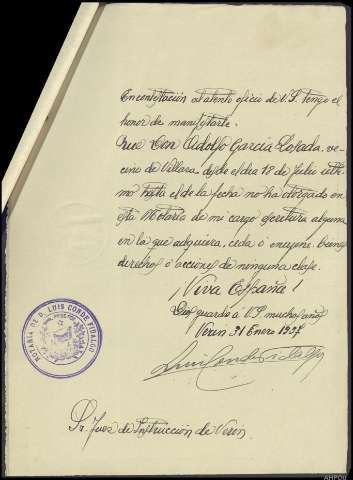 En contestación al atento oficio de V.S. tengo el
honor de manifestarle.
Que Don Adolfo García Losada, ve-
cino de Villara, desde el día 18 de Julio últi-
mo hasta el de la fecha no ha otorgado en
esta Notaría de mi cargo escritura alguna
en la que adquiera, ceda o enajene bienes
derechos o acciones de ninguna clase.
¡Viva España!
Dios guarde a V.S. muchos años
Verín 31 Enero 1937
Luis Conde Fidalgo
NOTARIA DE D. LUIS CONDE FIDALGO
Sr. Juez de Instrucción de Verín.
AHPOU